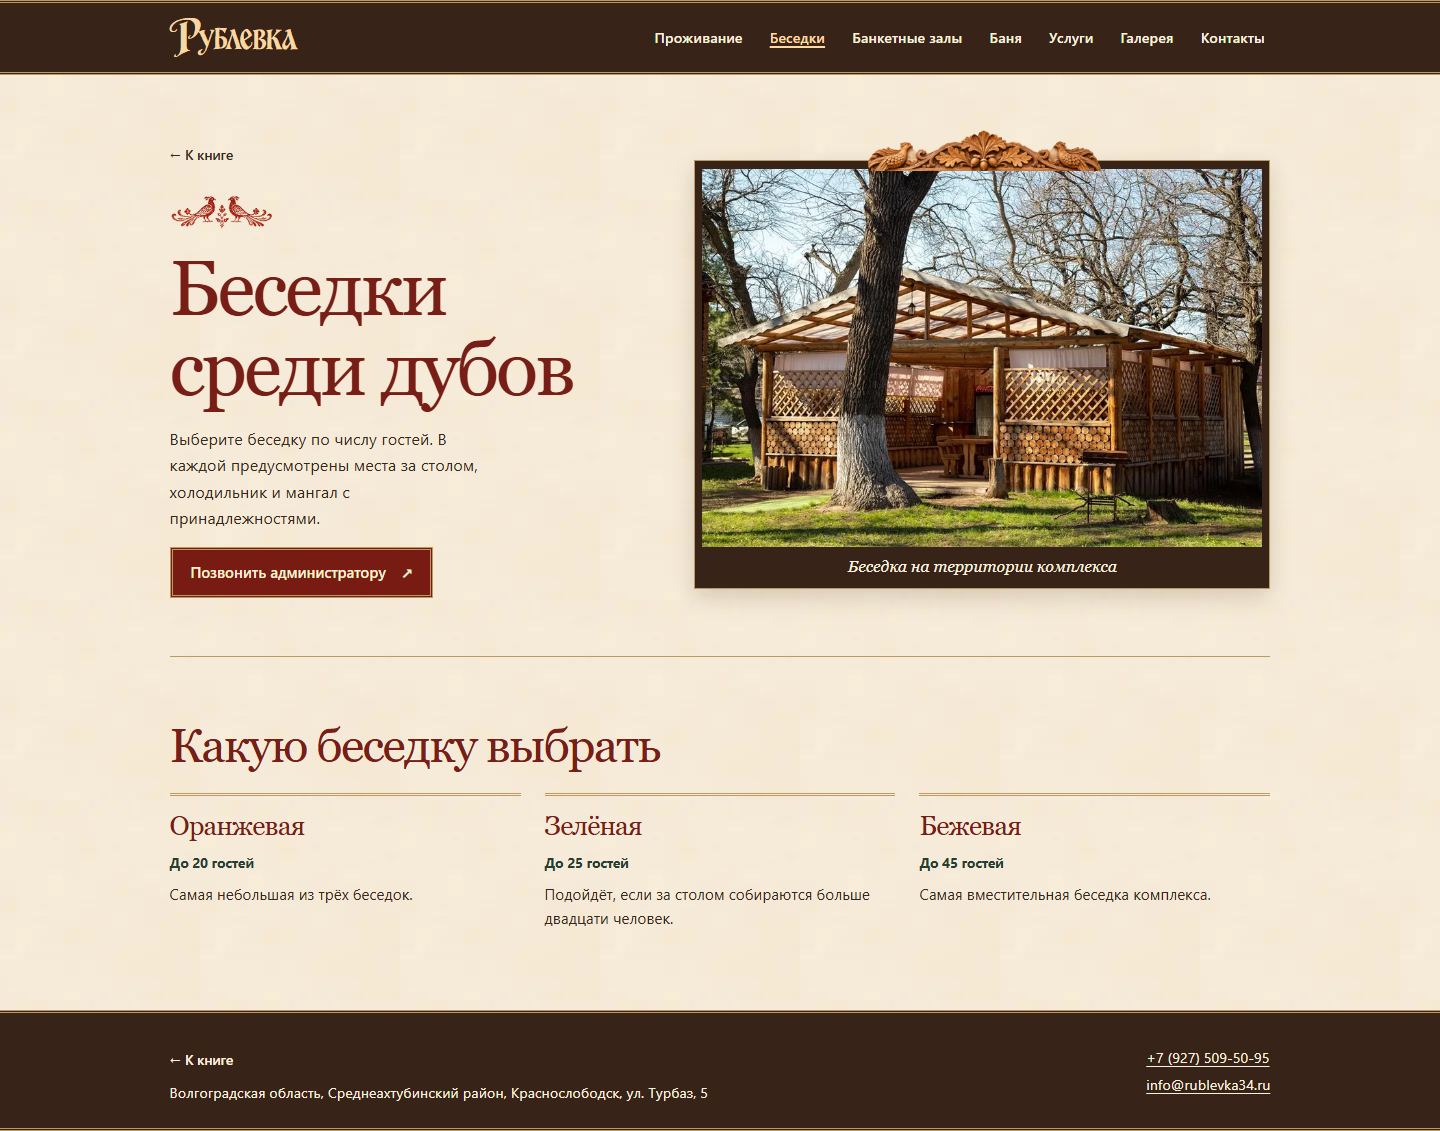 Рублевка
Проживание Беседки Банкетные залы Баня Услуги Галерея Контакты
← К книге
Беседки
среди дубов
Выберите беседку по числу гостей. В
каждой предусмотрены места за столом,
холодильник и мангал с
принадлежностями.
Позвонить администратору ↗
Беседка на территории комплекса
Какую беседку выбрать
Оранжевая
До 20 гостей
Самая небольшая из трёх беседок.
Зелёная
До 25 гостей
Подойдёт, если за столом собираются больше
двадцати человек.
Бежевая
До 45 гостей
Самая вместительная беседка комплекса.
← К книге
Волгоградская область, Среднеахтубинский район, Краснослободск, ул. Турбаз, 5
+7 (927) 509-50-95
info@rublevka34.ru